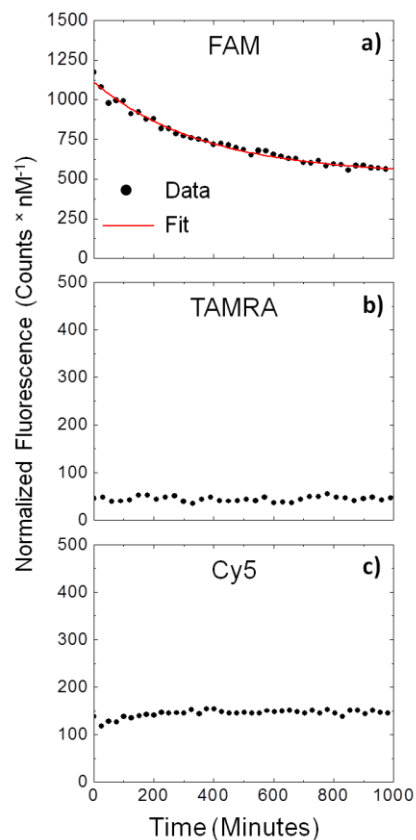 1500
FAM
a)
1250
1000
750
500
Data
250
Fit
0
500
TAMRA
b)
400
300
200
100
0
500
Cy5
c)
400
300
200
100
0
0 200 400 600 800 1000
Time (Minutes)
Normalized Fluorescence (Counts * nM⁻¹)